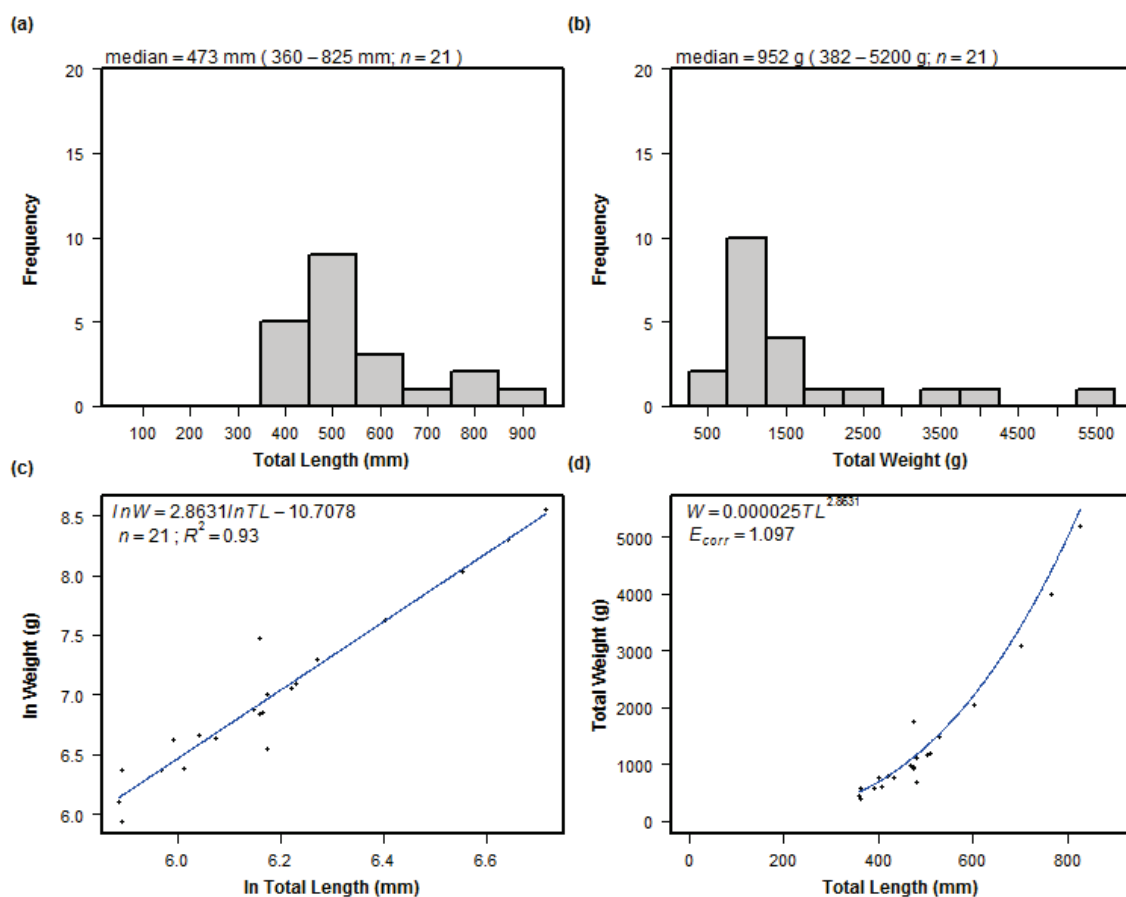 (a)
median = 473 mm ( 360 – 825 mm; n = 21 )
20
15
10
5
0
Frequency
100 200 300 400 500 600 700 800 900
Total Length (mm)
(b)
median = 952 g ( 382 – 5200 g; n = 21 )
20
15
10
5
0
Frequency
500 1500 2500 3500 4500 5500
Total Weight (g)
(c)
lnW = 2.8631lnTL – 10.7078
n = 21 ; R² = 0.93
8.5
8.0
7.5
7.0
6.5
6.0
ln Weight (g)
6.0 6.2 6.4 6.6
ln Total Length (mm)
(d)
W = 0.000025TL^2.8631
E_corr = 1.097
5000
4000
3000
2000
1000
0
Total Weight (g)
0 200 400 600 800
Total Length (mm)